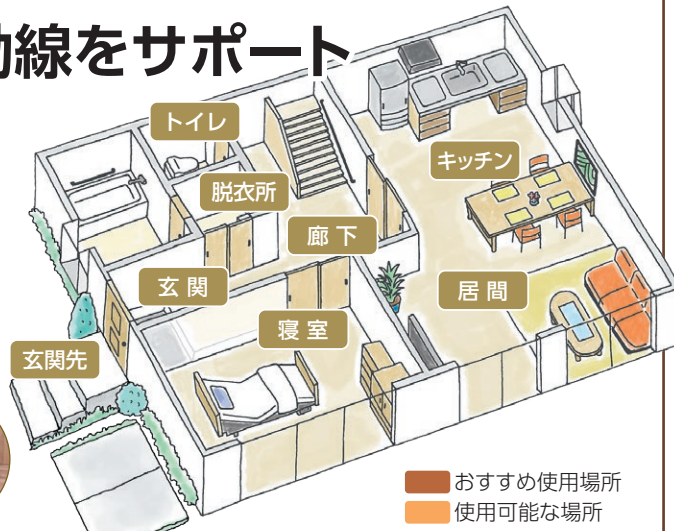 動線をサポート
トイレ
キッチン
脱衣所
廊下
玄関
居間
寝室
玄関先
おすすめ使用場所
使用可能な場所